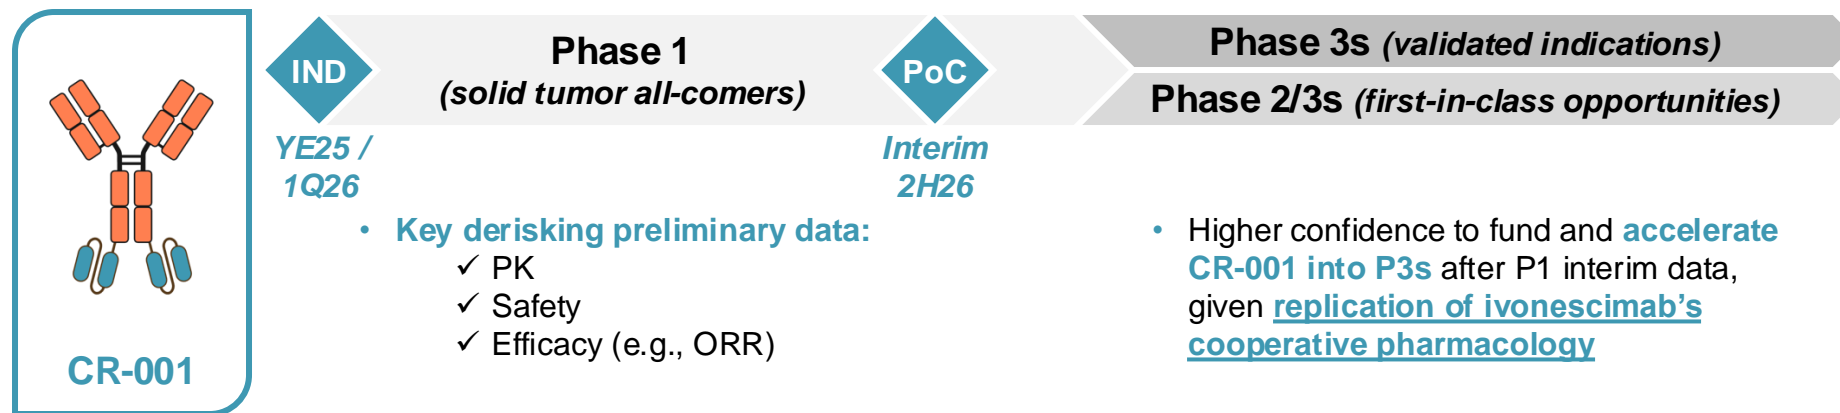 IND
Phase 1
(solid tumor all-comers)
PoC
Phase 3s (validated indications)
Phase 2/3s (first-in-class opportunities)
YE25 /
1Q26
Interim
2H26
• Key derisking preliminary data:
✓ PK
✓ Safety
✓ Efficacy (e.g., ORR)
• Higher confidence to fund and accelerate
CR-001 into P3s after P1 interim data,
given replication of ivonescimab’s
cooperative pharmacology
CR-001